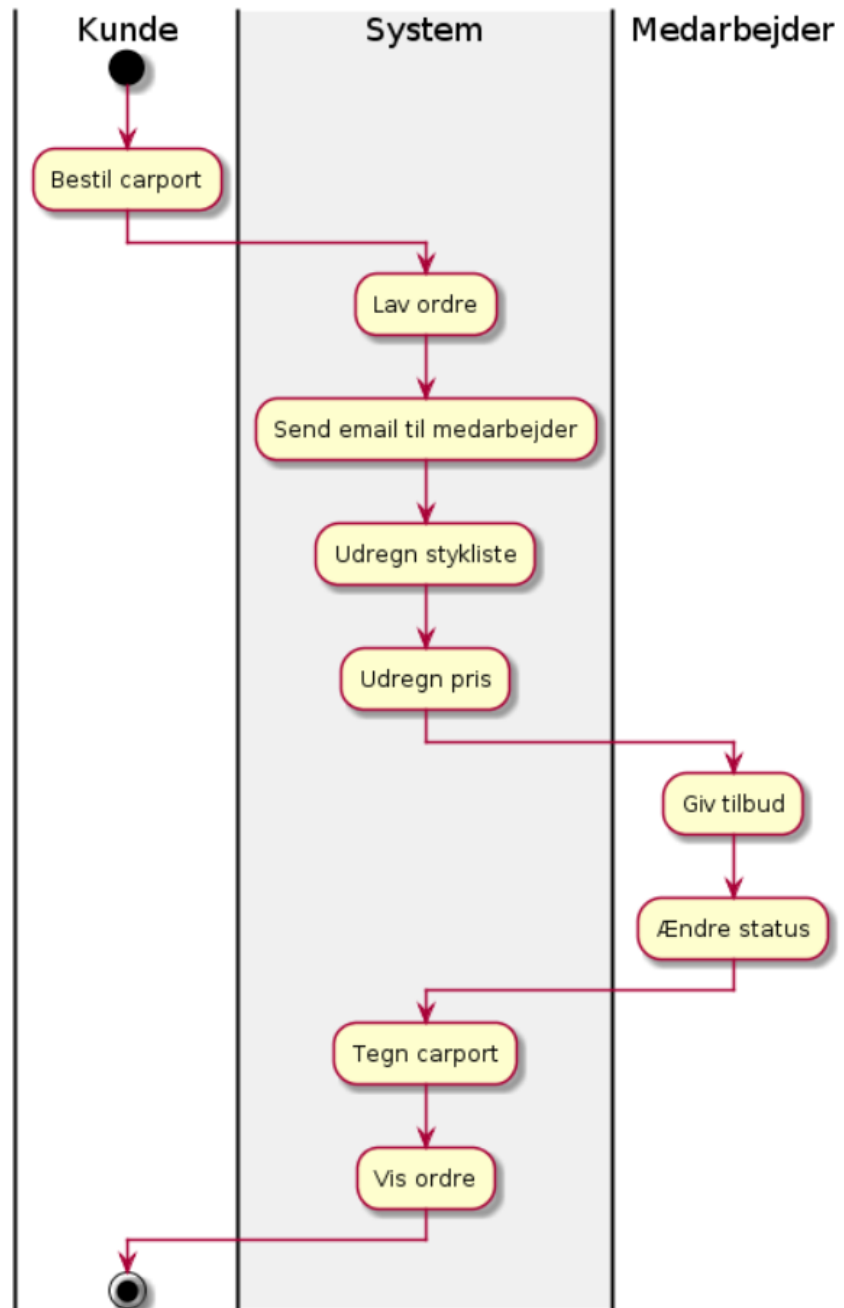 Kunde
System
Medarbejder
Bestil carport
Lav ordre
Send email til medarbejder
Udregn stykliste
Udregn pris
Giv tilbud
Ændre status
Tegn carport
Vis ordre